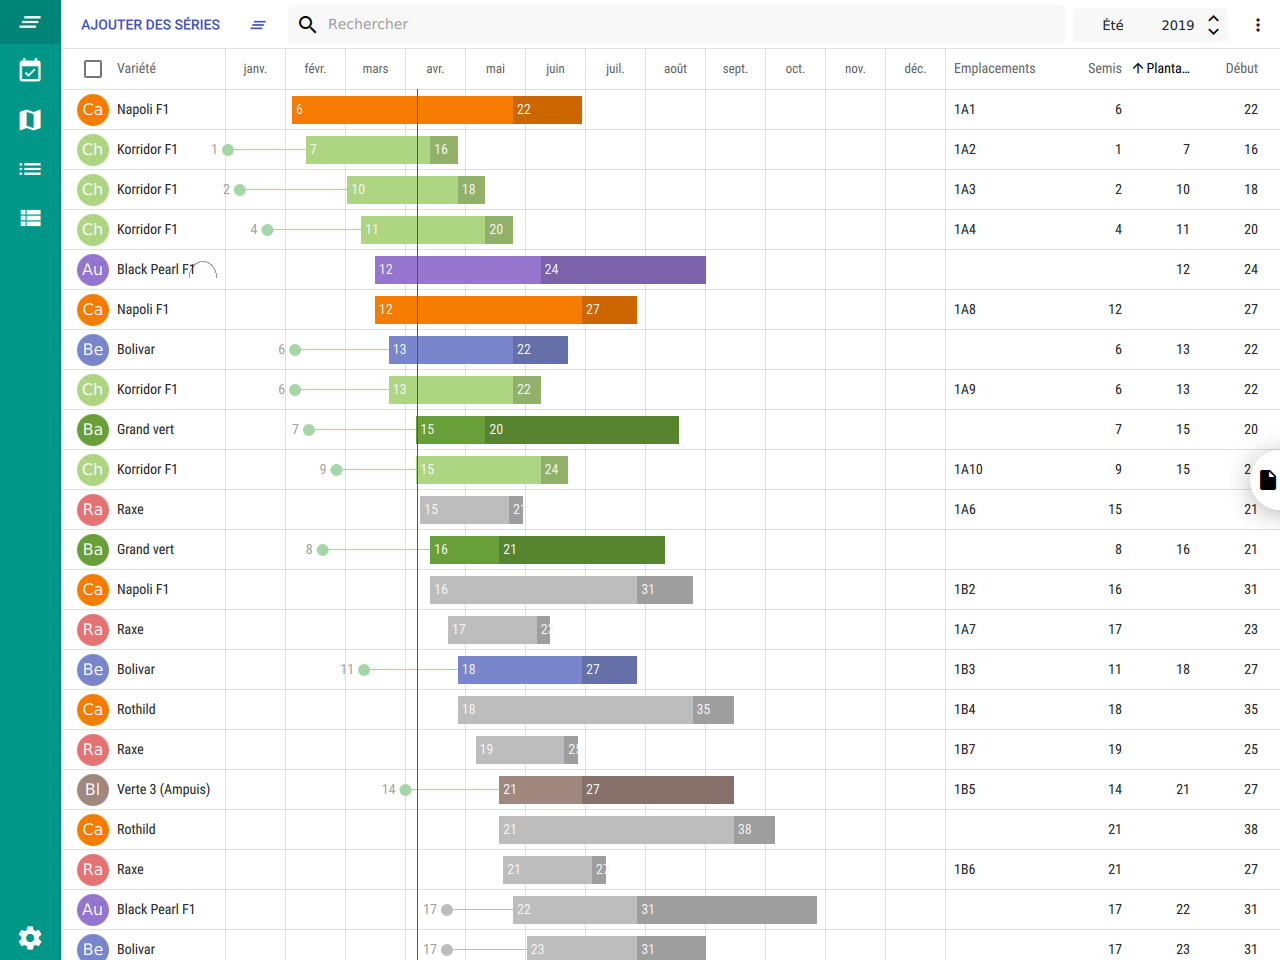 AJOUTER DES SÉRIES Rechercher Été 2019
Variété janv. févr. mars avr. mai juin juil. août sept. oct. nov. déc. Emplacements Semis Planta... Début
Ca Napoli F1 6 22 1A1 6 22
Ch Korridor F1 1 7 16 1A2 1 7 16
Ch Korridor F1 2 10 18 1A3 2 10 18
Ch Korridor F1 4 11 20 1A4 4 11 20
Au Black Pearl F1 12 24 12 24
Ca Napoli F1 12 27 1A8 12 27
Be Bolivar 6 13 22 6 13 22
Ch Korridor F1 6 13 22 1A9 6 13 22
Ba Grand vert 7 15 20 7 15 20
Ch Korridor F1 9 15 24 1A10 9 15 2
Ra Raxe 15 21 1A6 15 21
Ba Grand vert 8 16 21 8 16 21
Ca Napoli F1 16 31 1B2 16 31
Ra Raxe 17 23 1A7 17 23
Be Bolivar 11 18 27 1B3 11 18 27
Ca Rothild 18 35 1B4 18 35
Ra Raxe 19 25 1B7 19 25
Bl Verte 3 (Ampuis) 14 21 27 1B5 14 21 27
Ca Rothild 21 38 21 38
Ra Raxe 21 27 1B6 21 27
Au Black Pearl F1 17 22 31 17 22 31
Be Bolivar 17 23 31 17 23 31